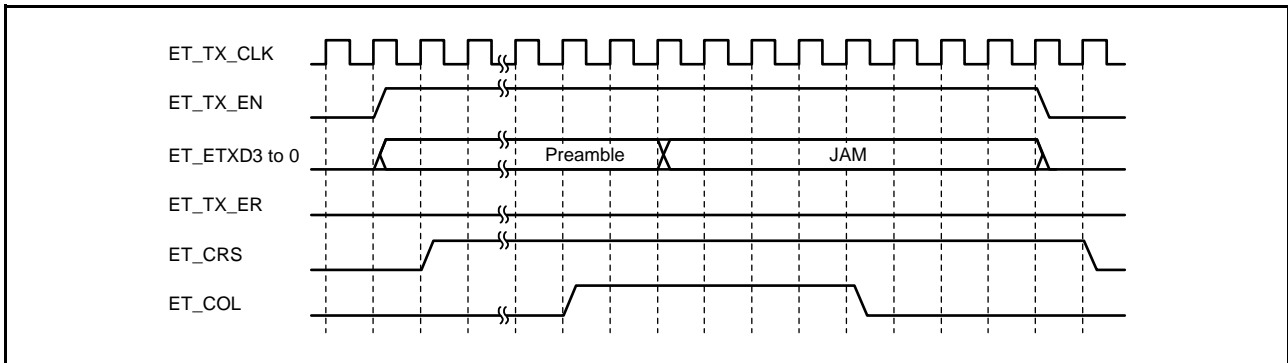 ET_TX_CLK
ET_TX_EN
ET_ETXD3 to 0 Preamble JAM
ET_TX_ER
ET_CRS
ET_COL